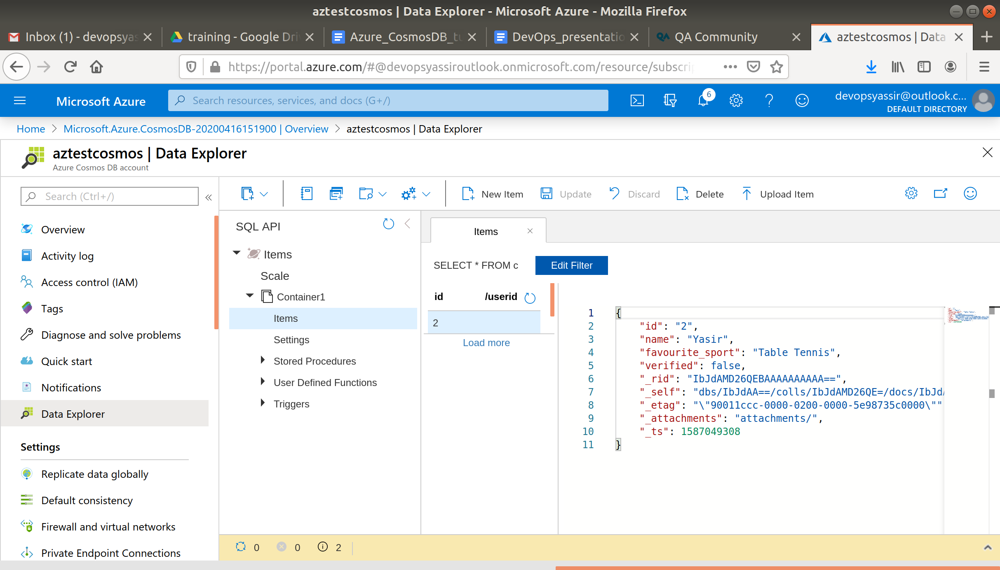 aztestcosmos | Data Explorer - Microsoft Azure - Mozilla Firefox
Inbox (1) - devopsyas
training - Google Driv
Azure_CosmosDB_tu
DevOps_presentatio
QA Community
aztestcosmos | Data
https://portal.azure.com/#@devopsyassiroutlook.onmicrosoft.com/resource/subscrip
Microsoft Azure
Search resources, services, and docs (G+/)
6
devopsyassir@outlook.c...
DEFAULT DIRECTORY
Home > Microsoft.Azure.CosmosDB-20200416151900 | Overview > aztestcosmos | Data Explorer
aztestcosmos | Data Explorer
Azure Cosmos DB account
Search (Ctrl+/)
«
Overview
Activity log
Access control (IAM)
Tags
Diagnose and solve problems
Quick start
Notifications
Data Explorer
Settings
Replicate data globally
Default consistency
Firewall and virtual networks
Private Endpoint Connections
New Item
Update
Discard
Delete
Upload Item
SQL API
Items
Scale
Container1
Items
Settings
Stored Procedures
User Defined Functions
Triggers
Items
SELECT * FROM c
Edit Filter
id /userid
2
Load more
1 {
2 "id": "2",
3 "name": "Yasir",
4 "favourite_sport": "Table Tennis",
5 "verified": false,
6 "_rid": "IbJdAMD26QEBAAAAAAAAAA==",
7 "_self": "dbs/IbJdAA==/colls/IbJdAMD26QE=/docs/IbJdA
8 "_etag": "\"90011ccc-0000-0200-0000-5e98735c0000\""
9 "_attachments": "attachments/",
10 "_ts": 1587049308
11 }
0 0 2